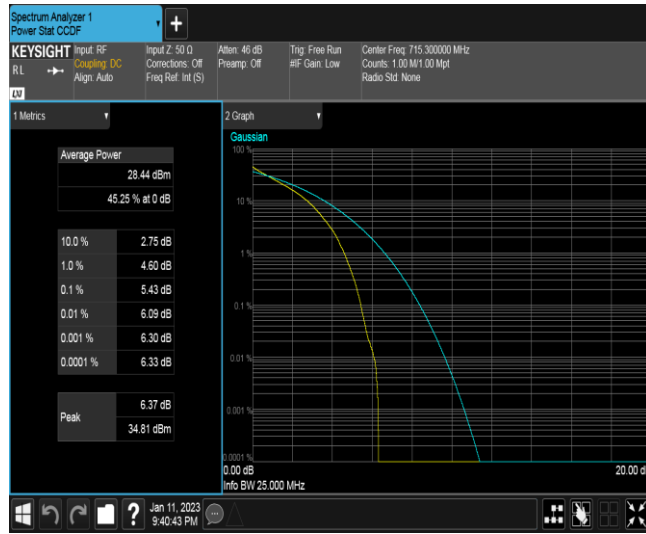 Spectrum Analyzer 1
Power Stat CCDF
+
KEYSIGHT
RL
LXI
Input: RF
Coupling: DC
Align: Auto
Input Z: 50 Ω
Corrections: Off
Freq Ref: Int (S)
Atten: 46 dB
Preamp: Off
Trig: Free Run
#IF Gain: Low
Center Freq: 715.300000 MHz
Counts: 1.00 M/1.00 Mpt
Radio Std: None
1 Metrics
Average Power
28.44 dBm
45.25 % at 0 dB
10.0 % 2.75 dB
1.0 % 4.60 dB
0.1 % 5.43 dB
0.01 % 6.09 dB
0.001 % 6.30 dB
0.0001 % 6.33 dB
Peak
6.37 dB
34.81 dBm
2 Graph
Gaussian
100 %
10 %
1 %
0.1 %
0.01 %
0.001 %
0.0001 %
0.00 dB
20.00 d
Info BW 25.000 MHz
?
Jan 11, 2023
9:40:43 PM